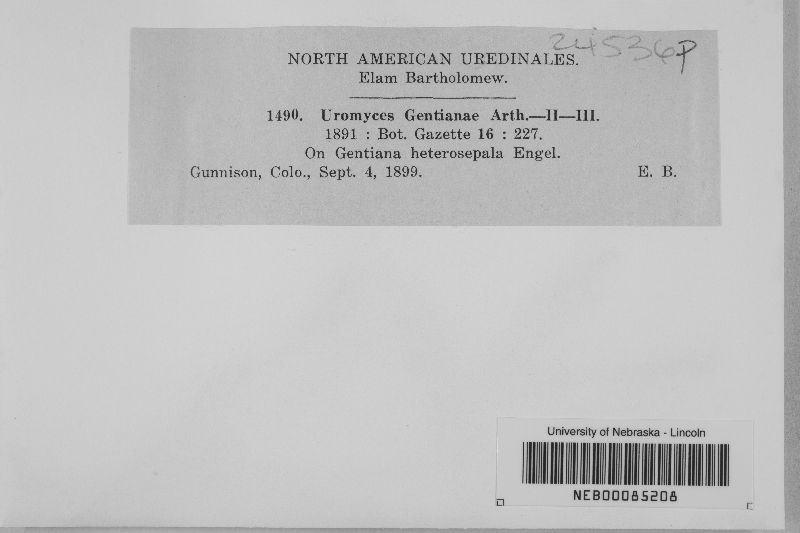 24536p
NORTH AMERICAN UREDINALES.
Elam Bartholomew.
1490. Uromyces Gentianae Arth.—II—III.
1891 : Bot. Gazette 16 : 227.
On Gentiana heterosepala Engel.
Gunnison, Colo., Sept. 4, 1899. E. B.
University of Nebraska - Lincoln
NEB00085208